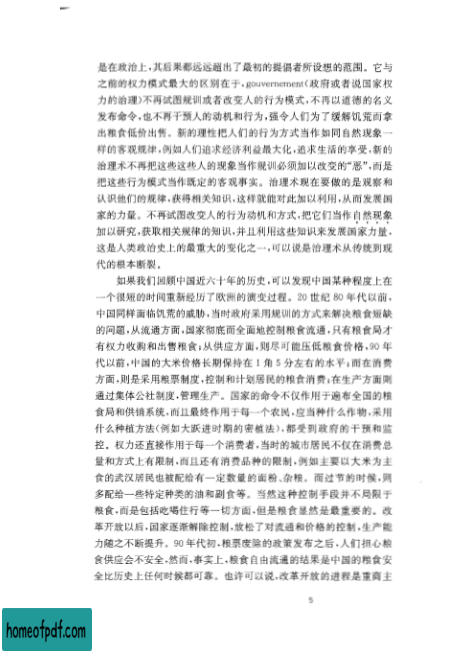 是在政治上,其后果都远远超出了最初的提倡者所设想的范围。它与
之前的权力模式最大的区别在于,gouvernement(政府或者说国家权
力的治理)不再试图规训或者改变人的行为模式,不再以道德的名义
发布命令,也不再干预人的动机和行为,强令人们为了缓解饥荒而拿
出粮食低价出售。新的理性把人们的行为方式当作如同自然现象一
样的客观规律,例如人们追求经济利益最大化,追求生活的享受,新的
治理术不再把这些这些人的现象当作规训必须加以改变的“恶”,而是
把这些行为模式当作既定的客观事实。治理术现在要做的是观察和
认识他们的规律,获得相关知识,这样就能对此加以利用,从而发展国
家的力量。不再试图改变人的行为动机和方式,把它们当作自然现象
加以研究,获取相关规律的知识,并且利用这些知识来发展国家力量,
这是人类政治史上的最重大的变化之一,可以说是治理术从传统到现
代的根本断裂。
如果我们回顾中国近六十年的历史,可以发现中国某种程度上在
一个很短的时间重新经历了欧洲的演变过程。20 世纪 80 年代以前,
中国同样面临饥荒的威胁,当时政府采用规训的方式来解决粮食短缺
的问题,从流通方面,国家彻底而全面地控制粮食流通,只有粮食局才
有权力收购和出售粮食;从供应方面,则尽可能压低粮食价格,90 年
代以前,中国的大米价格长期保持在 1 角 5 分左右的水平;而在消费
方面,则是采用粮票制度,控制和计划居民的粮食消费;在生产方面则
通过集体公社制度,管理生产。国家的命令不仅作用于遍布全国的粮
食局和供销系统,而且最终作用于每一个农民,应当种什么作物,采用
什么种植方法(例如大跃进时期的密植法),都受到政府的干预和监
控。权力还直接作用于每一个消费者,当时的城市居民不仅在消费总
量和方式上有限制,而且还有消费品种的限制,例如主要以大米为主
食的武汉居民也被配给有一定数量的面粉、杂粮。而过节的时候,则
多配给一些特定种类的油和副食等。当然这种控制手段并不局限于
粮食,而是包括吃喝住行等一切方面,但是粮食显然是最重要的。改
革开放以后,国家逐渐解除控制,放松了对流通和价格的控制,生产能
力随之不断提升。90 年代初,粮票废除的政策发布之后,人们担心粮
食供应会不安全,然而,事实上,粮食自由流通的结果是中国的粮食安
全比历史上任何时候都可靠。也许可以说,改革开放的进程是重商主
5
homeofpdf.com